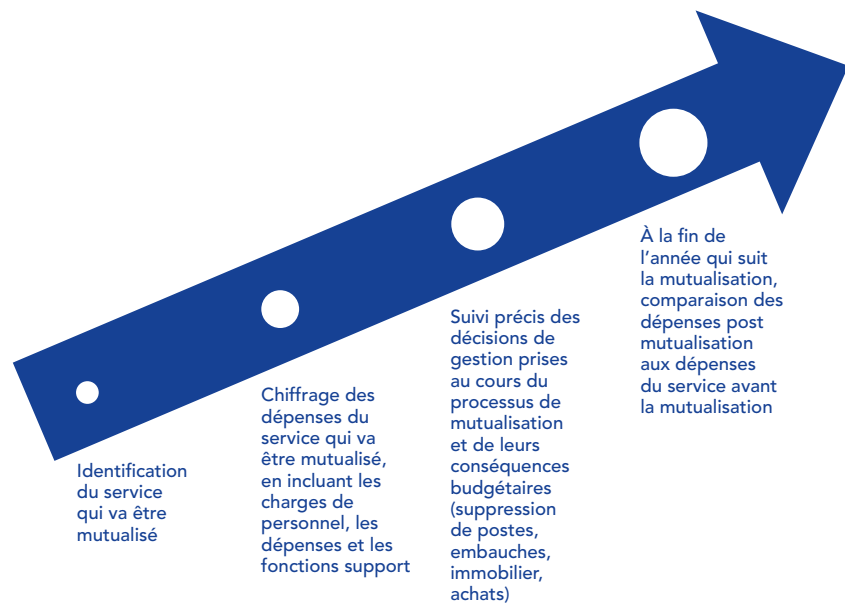 Identification
du service
qui va être
mutualisé
Chiffrage des
dépenses du
service qui va
être mutualisé,
en incluant les
charges de
personnel, les
dépenses et les
fonctions support
Suivi précis des
décisions de
gestion prises
au cours du
processus de
mutualisation
et de leurs
conséquences
budgétaires
(suppression
de postes,
embauches,
immobilier,
achats)
À la fin de
l’année qui suit
la mutualisation,
comparaison des
dépenses post
mutualisation
aux dépenses
du service avant
la mutualisation